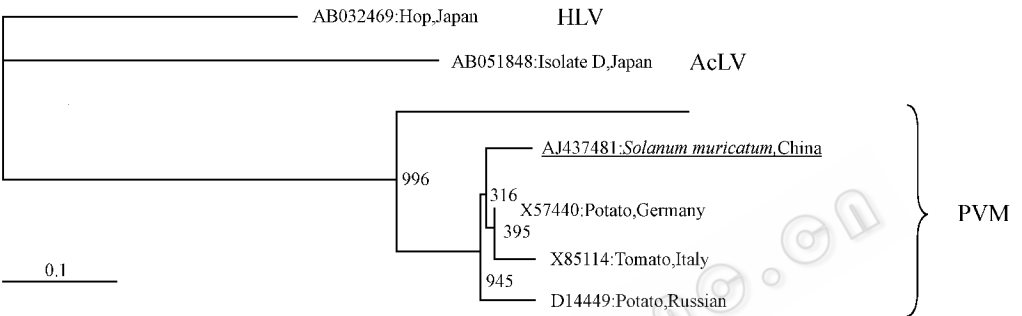 AB032469:Hop,Japan HLV
AB051848:Isolate D,Japan AcLV
AJ437481:Solanum muricatum,China
996
316
X57440:Potato,Germany
PVM
395
X85114:Tomato,Italy
0.1
945
D14449:Potato,Russian